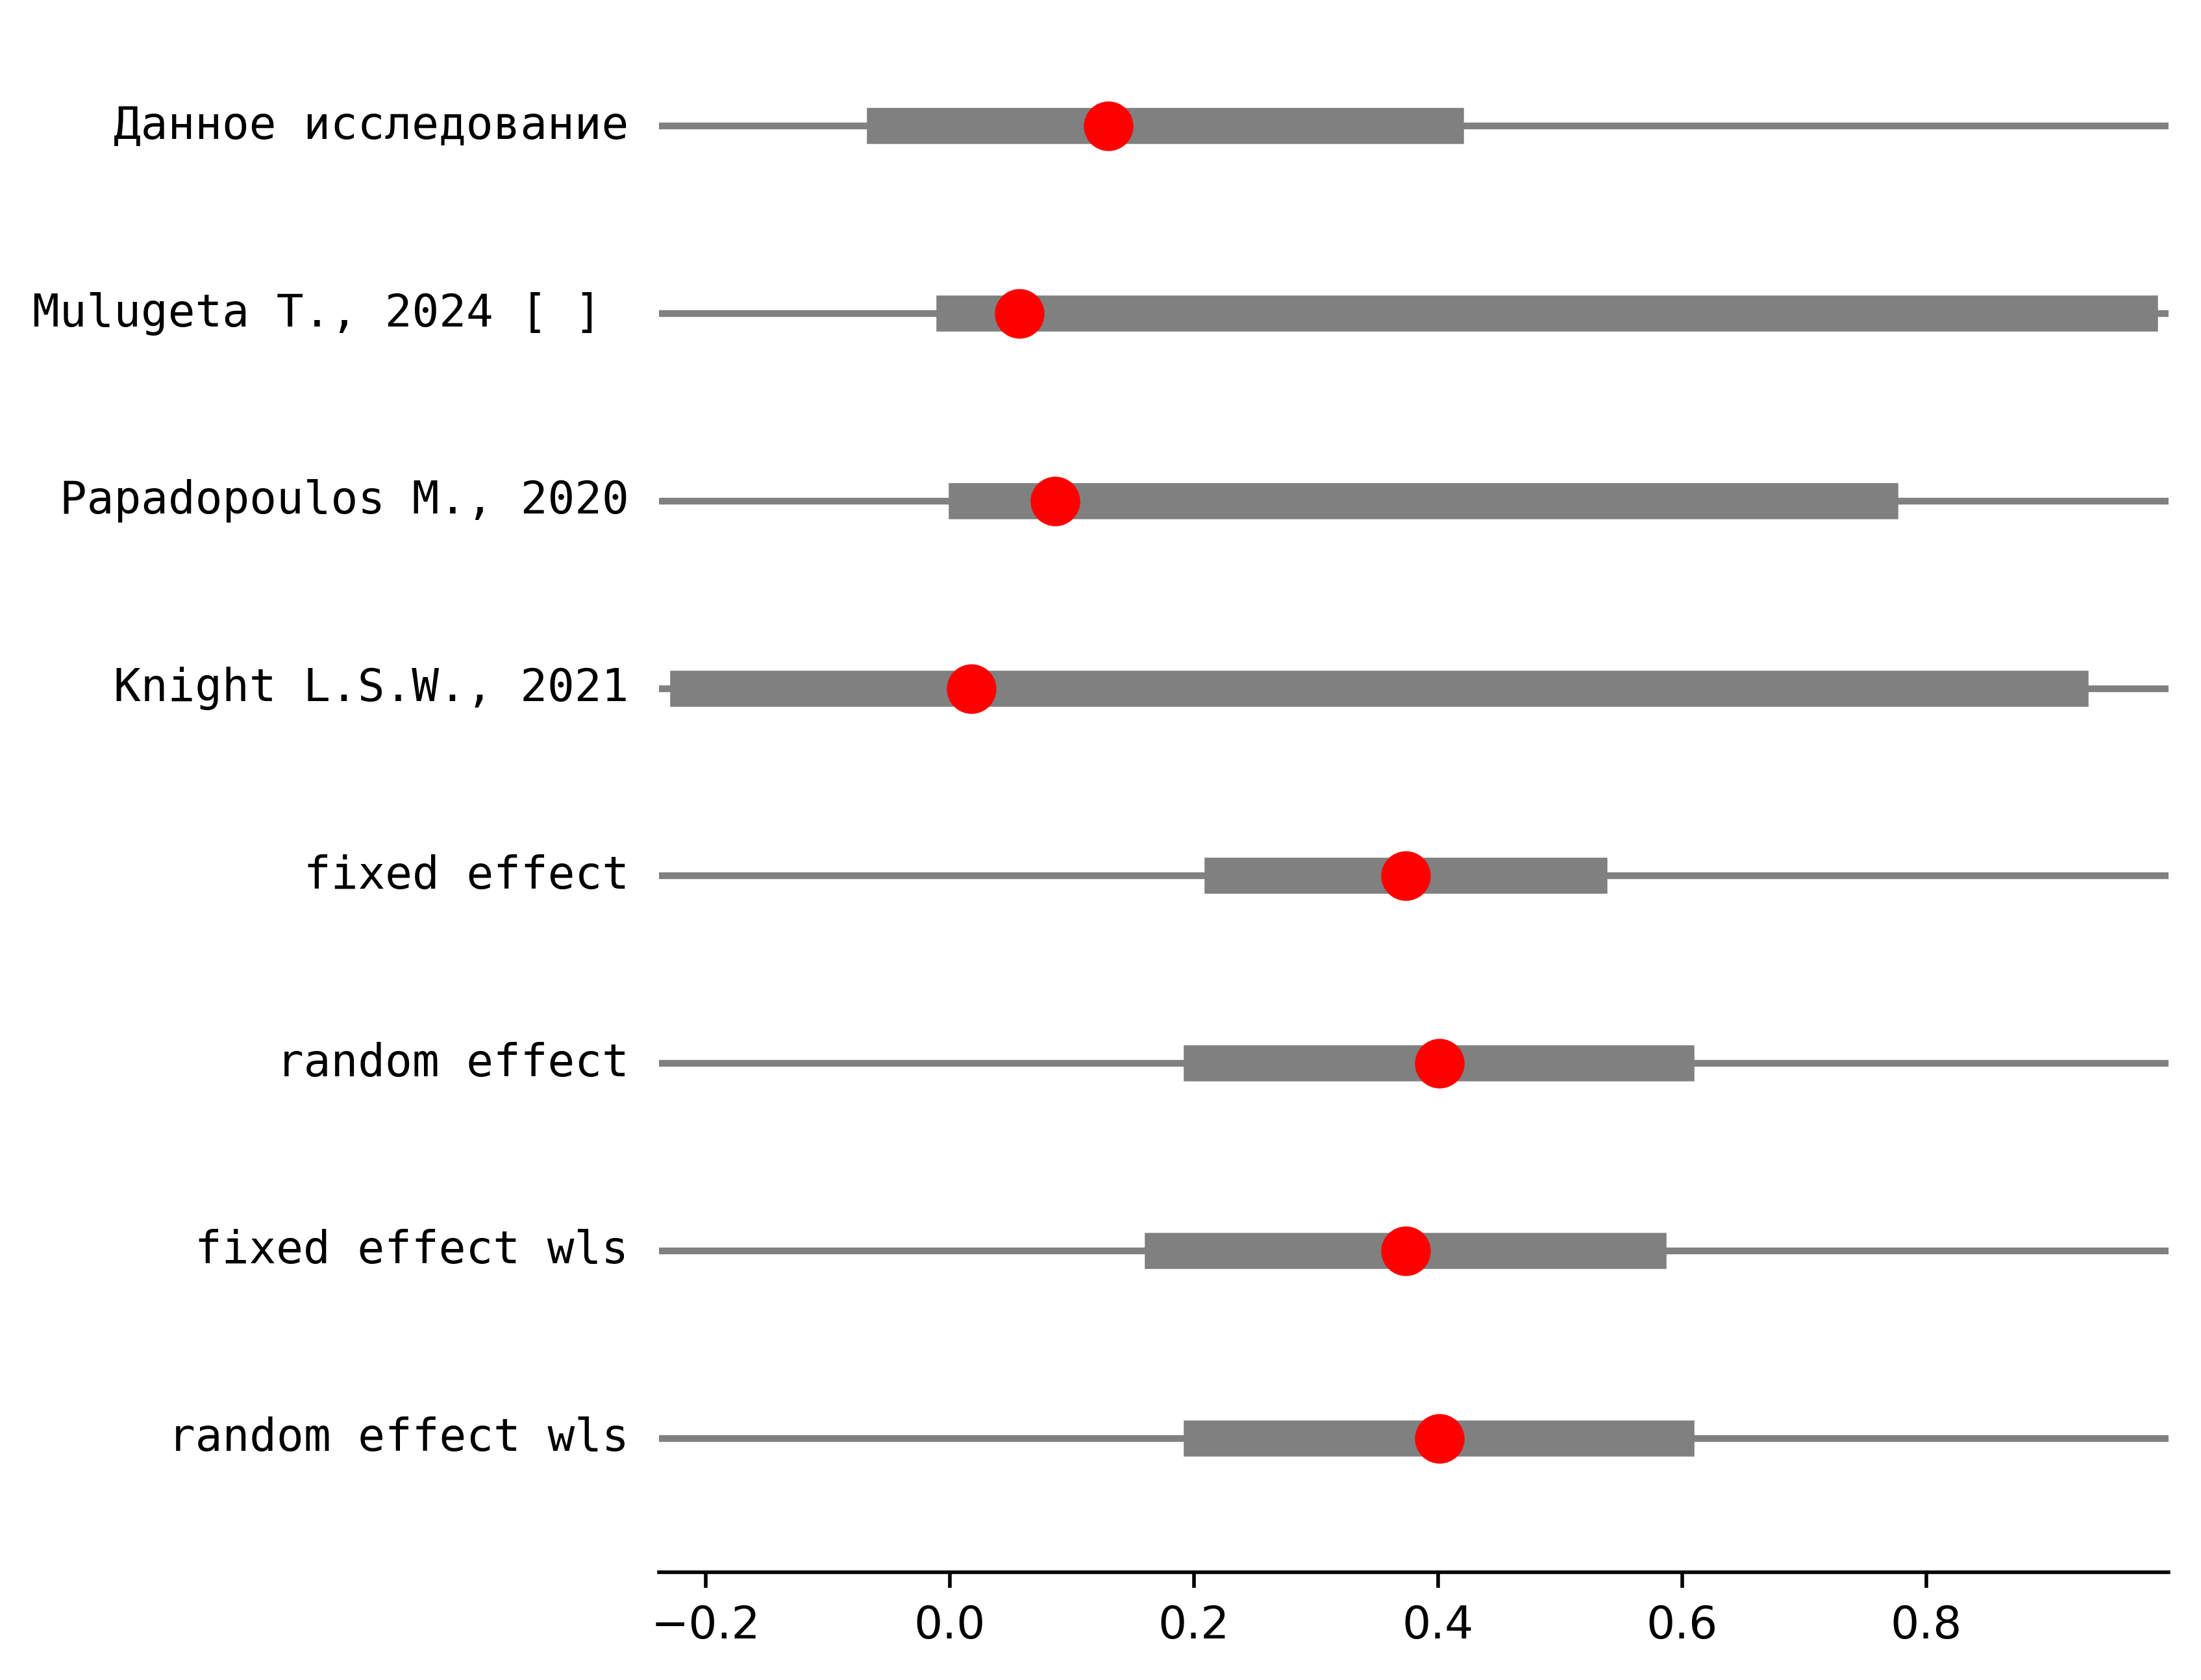 Данное исследование
Mulugeta T., 2024 [ ]
Papadopoulos M., 2020
Knight L.S.W., 2021
fixed effect
random effect
fixed effect wls
random effect wls
−0.2 0.0 0.2 0.4 0.6 0.8